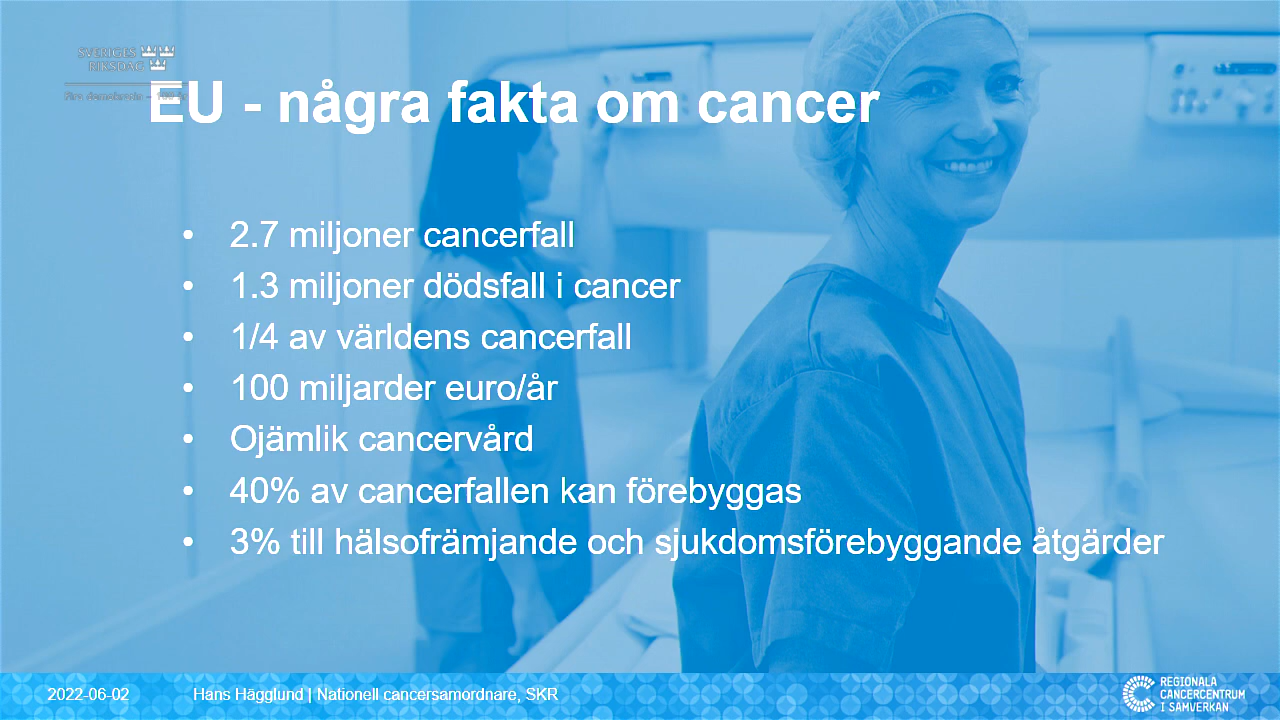 SVERIGES
RIKSDAG
EU - några fakta om cancer
• 2.7 miljoner cancerfall
• 1.3 miljoner dödsfall i cancer
• 1/4 av världens cancerfall
• 100 miljarder euro/år
• Ojämlik cancervård
• 40% av cancerfallen kan förebyggas
• 3% till hälsofrämjande och sjukdomsförebyggande åtgärder
2022-06-02 Hans Hägglund | Nationell cancersamordnare, SKR
REGIONALA
CANCERCENTRUM
I SAMVERKAN